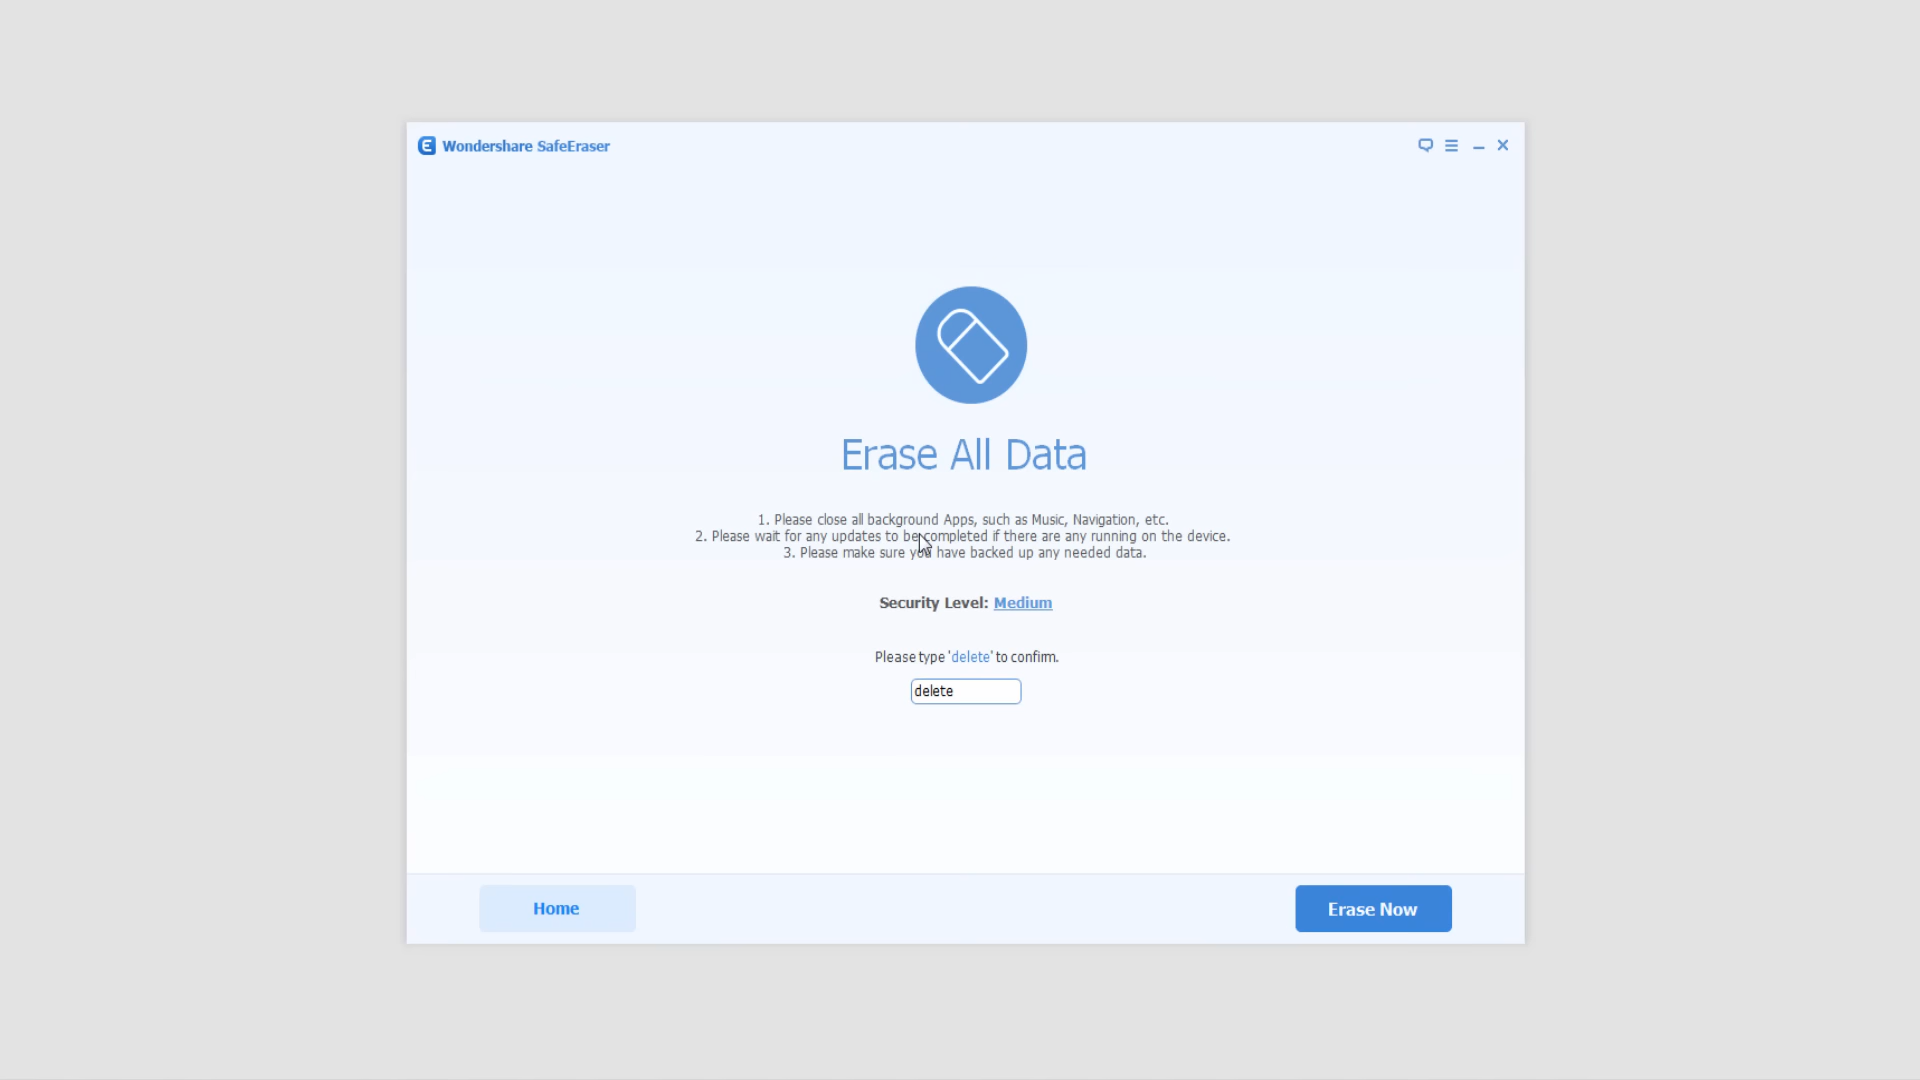 Wondershare SafeEraser
Erase All Data
1. Please close all background Apps, such as Music, Navigation, etc.
2. Please wait for any updates to be completed if there are any running on the device.
3. Please make sure you have backed up any needed data.
Security Level: Medium
Please type 'delete' to confirm.
delete
Home
Erase Now